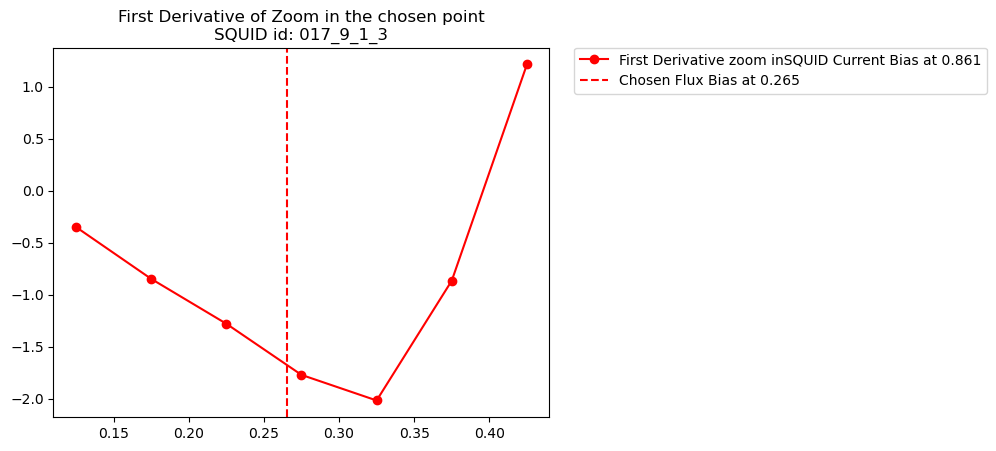 First Derivative of Zoom in the chosen point
SQUID id: 017_9_1_3
First Derivative zoom inSQUID Current Bias at 0.861
Chosen Flux Bias at 0.265
1.0
0.5
0.0
−0.5
−1.0
−1.5
−2.0
0.15 0.20 0.25 0.30 0.35 0.40